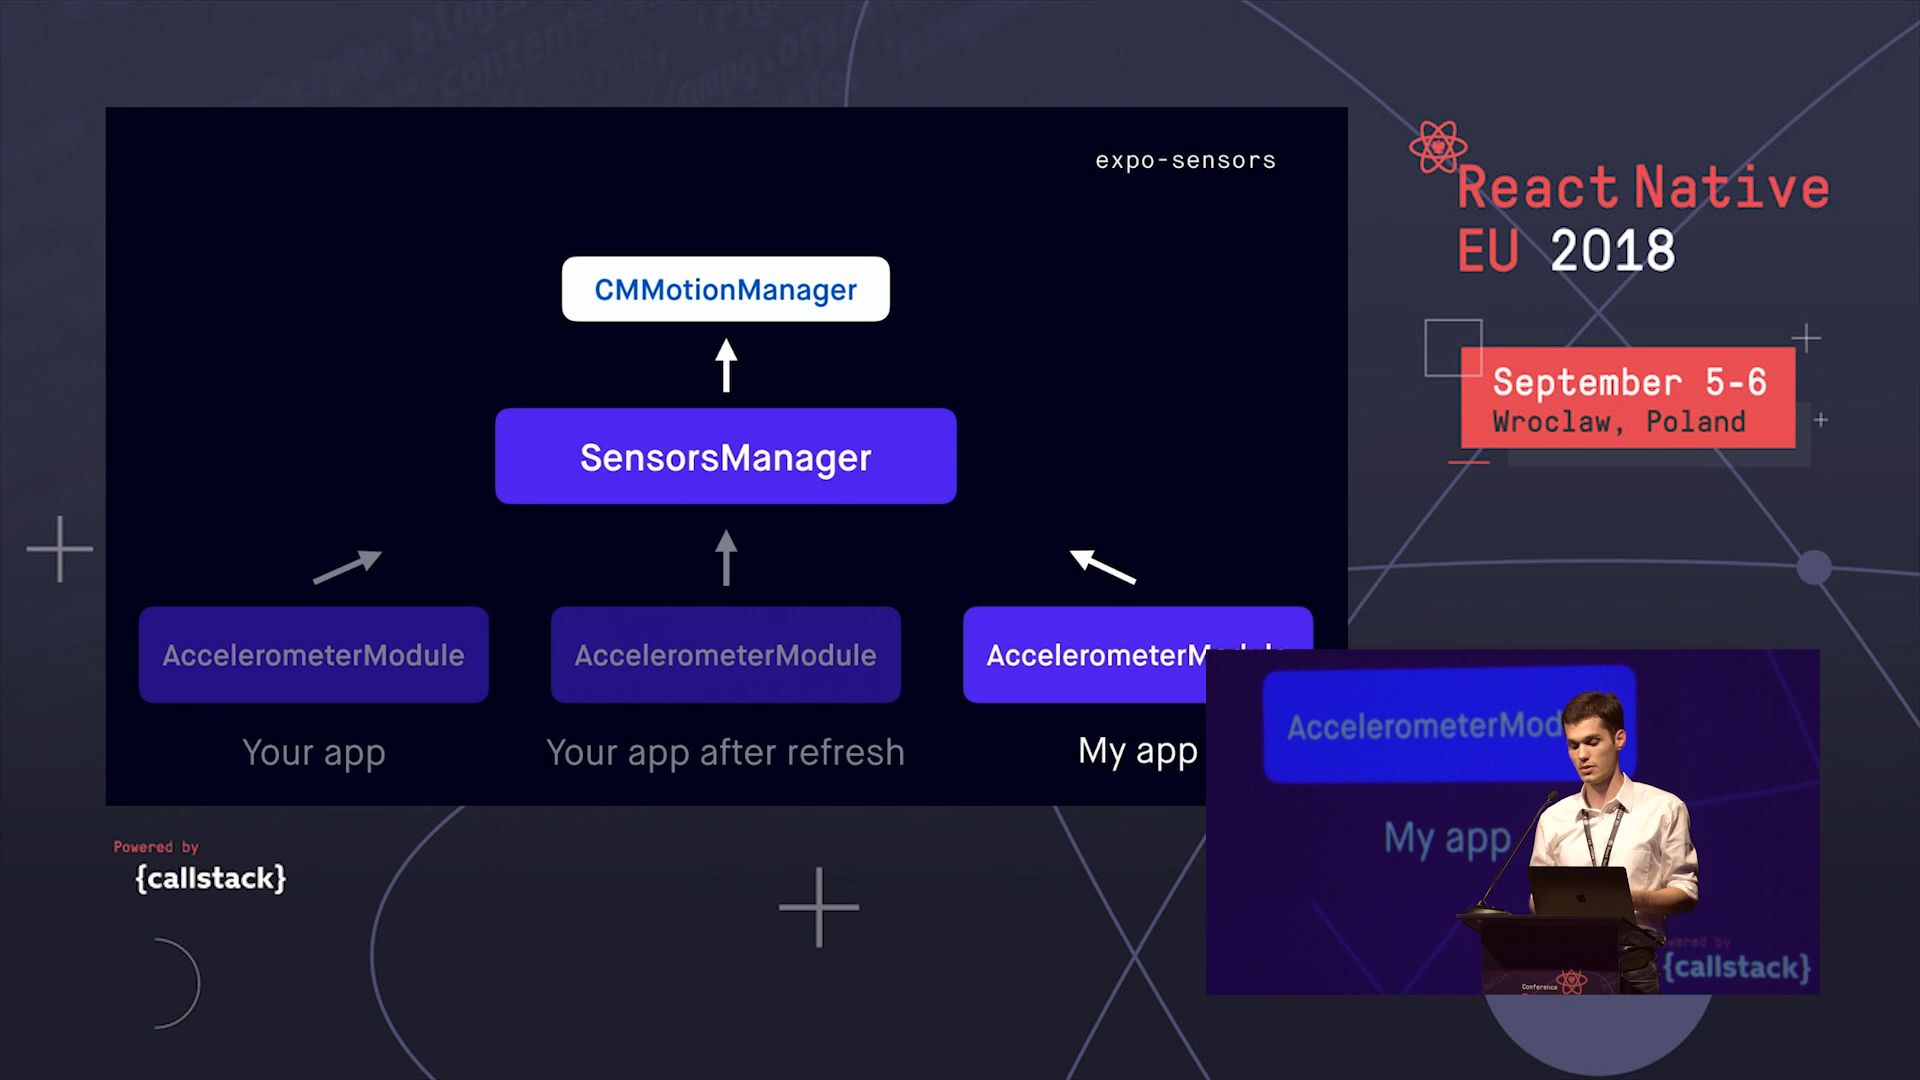 expo-sensors
CMMotionManager
SensorsManager
AccelerometerModule
AccelerometerModule
AccelerometerModule
Your app
Your app after refresh
My app
React Native
EU 2018
September 5-6
Wroclaw, Poland
Powered by
{callstack}
AccelerometerMod
My app
{callstack}
Conference